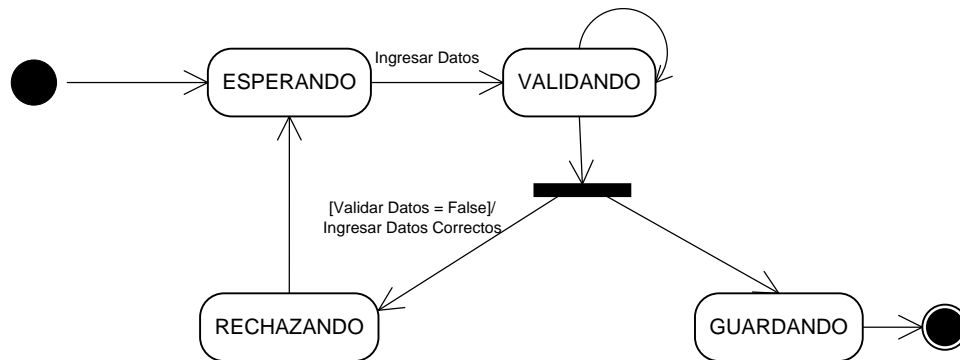 Ingresar Datos
ESPERANDO
VALIDANDO
[Validar Datos = False]/
Ingresar Datos Correctos
RECHAZANDO
GUARDANDO